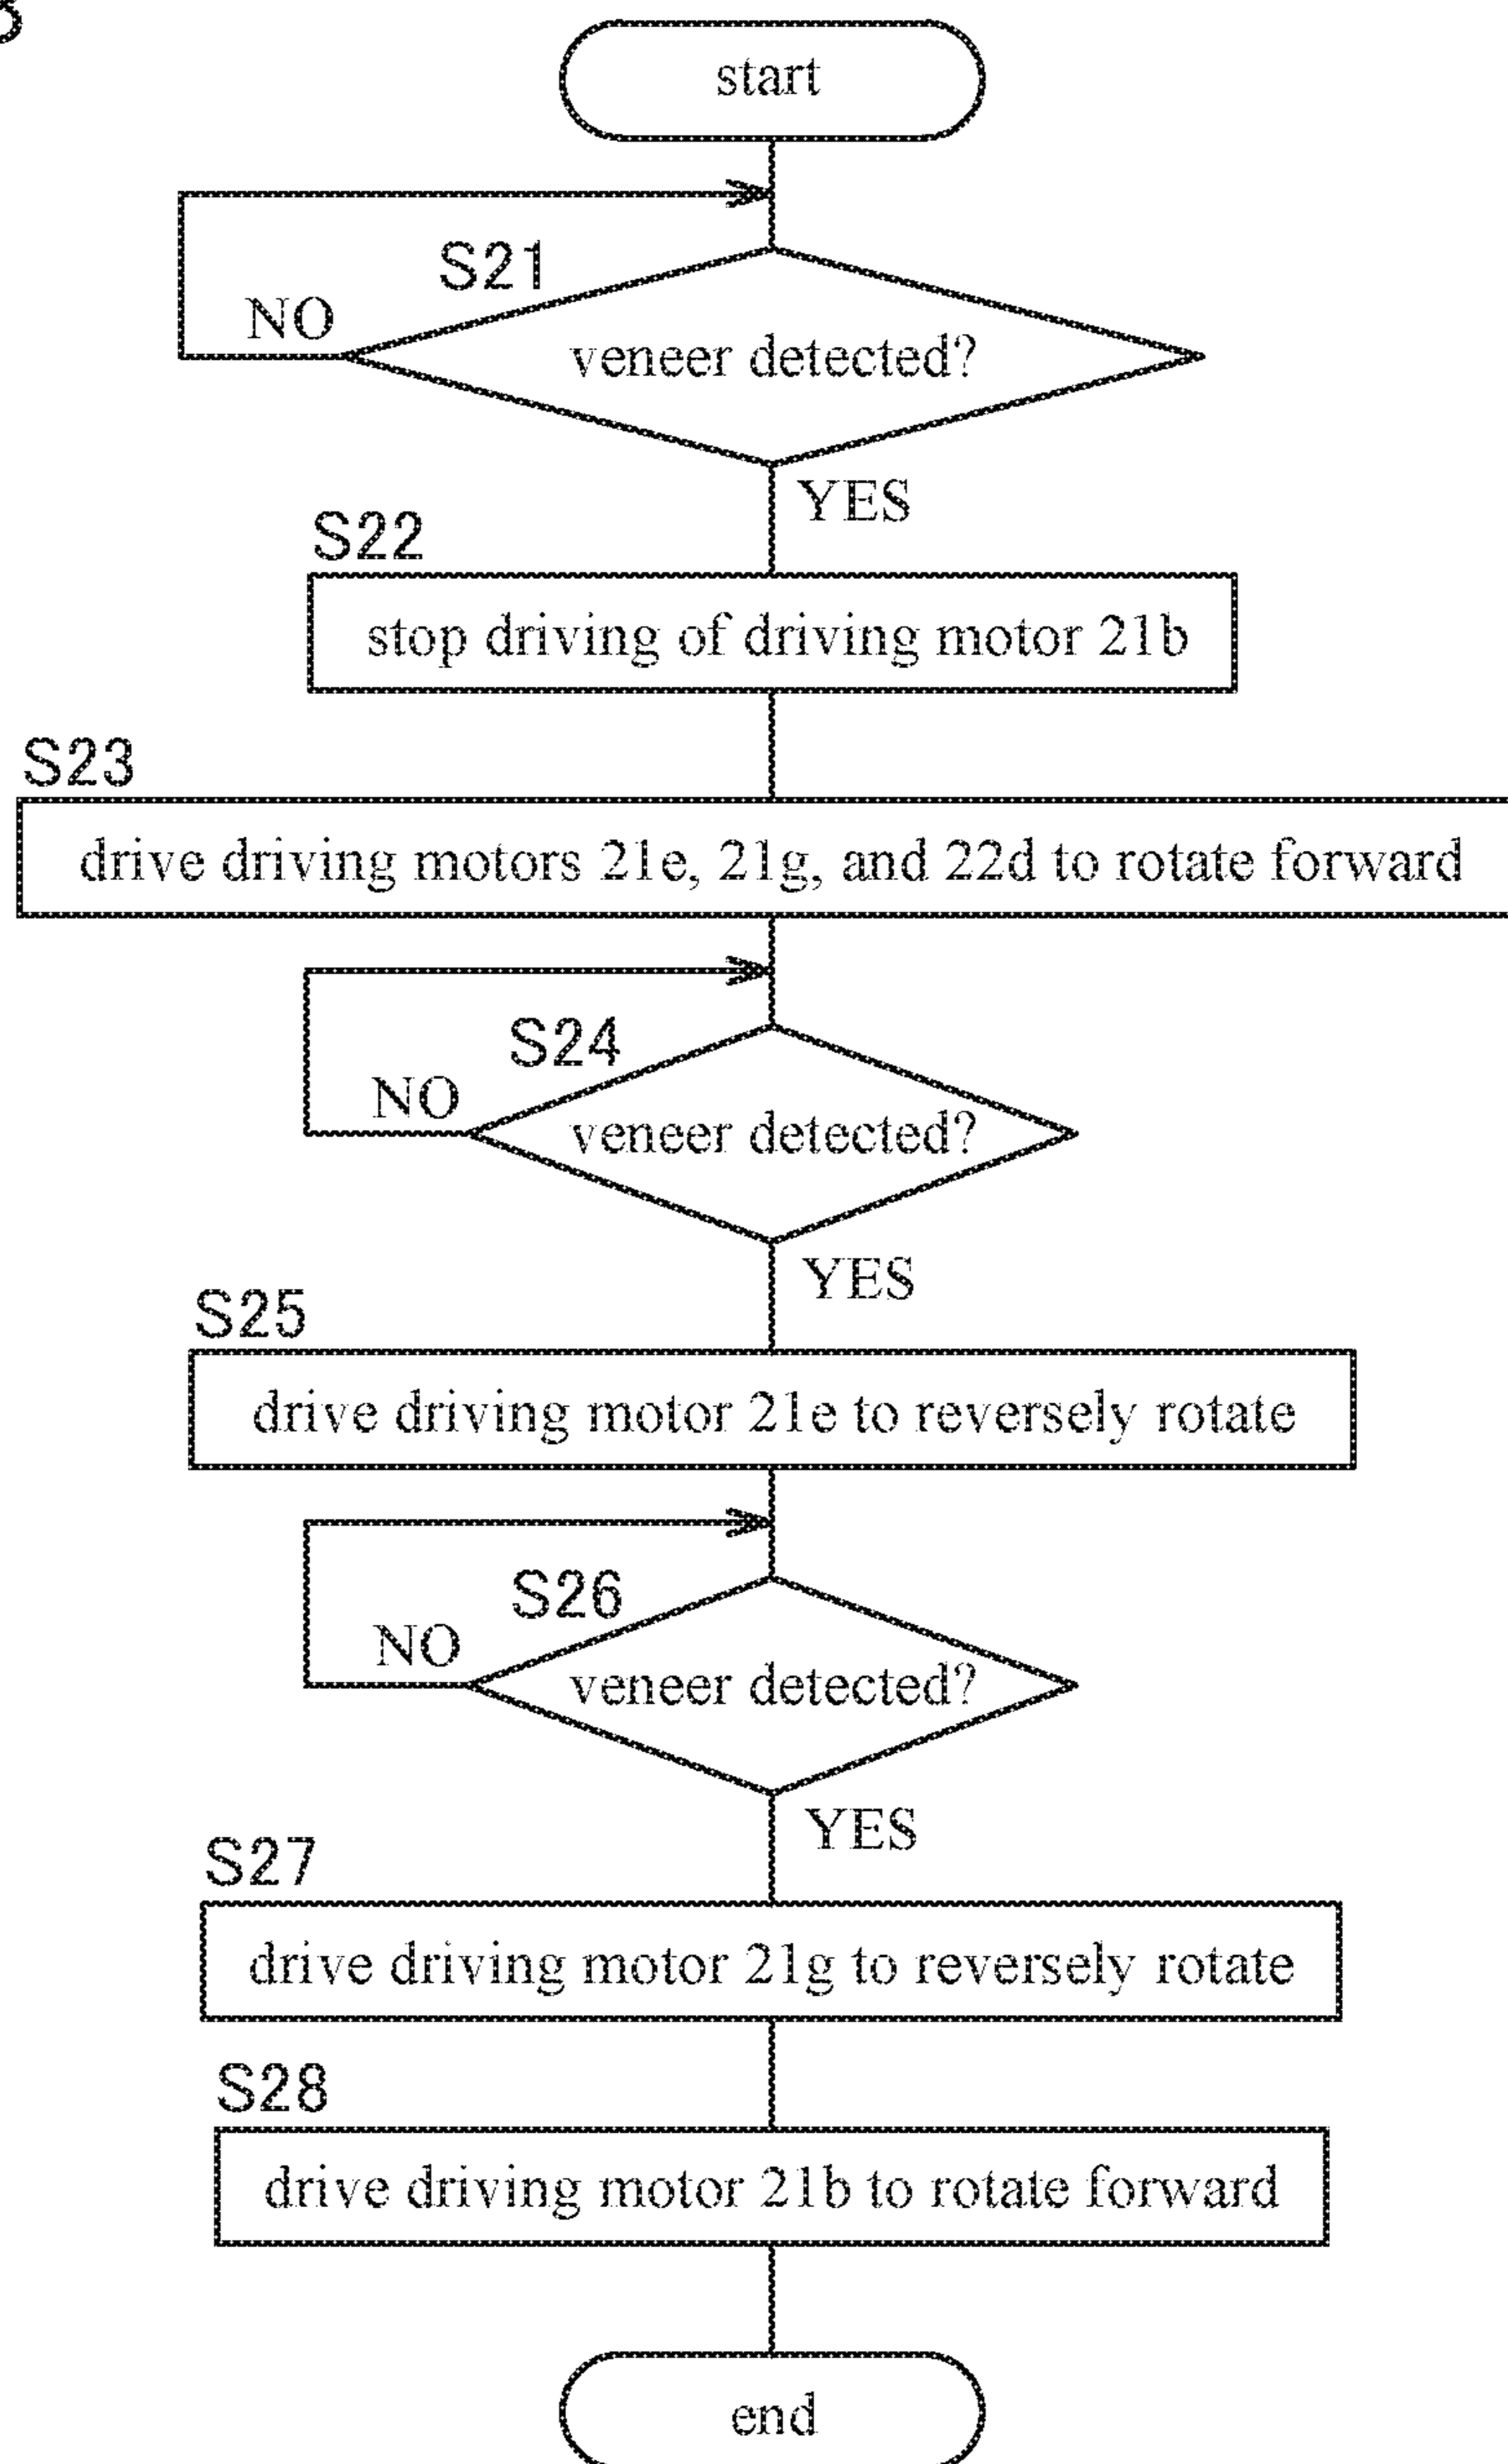 start
S21
NO
veneer detected?
YES
S22
stop driving of driving motor 21b
S23
drive driving motors 21e, 21g, and 22d to rotate forward
S24
NO
veneer detected?
YES
S25
drive driving motor 21e to reversely rotate
S26
NO
veneer detected?
YES
S27
drive driving motor 21g to reversely rotate
S28
drive driving motor 21b to rotate forward
end